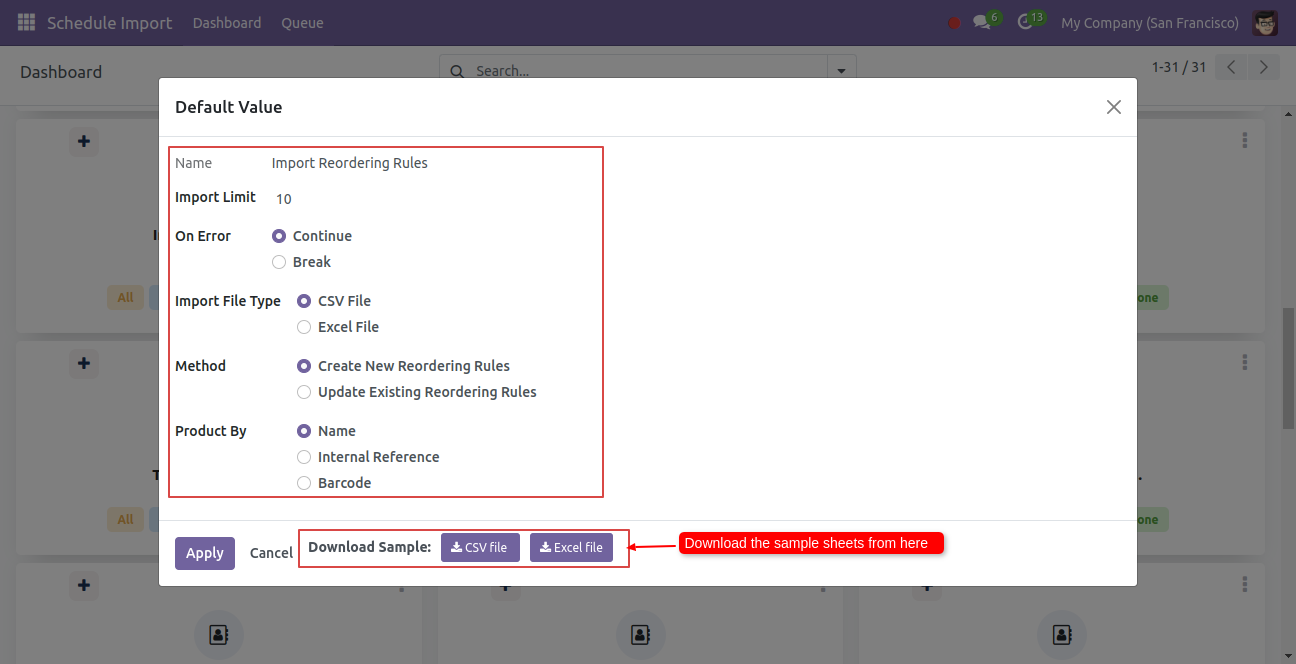 Schedule Import Dashboard Queue 6 13 My Company (San Francisco)
Dashboard Search... 1-31 / 31
Default Value
Name Import Reordering Rules
Import Limit 10
On Error Continue
Break
Import File Type CSV File
All
Excel File
Method Create New Reordering Rules
Update Existing Reordering Rules
Product By Name
Internal Reference
Barcode
All
Apply Cancel Download Sample: CSV file Excel file Download the sample sheets from here